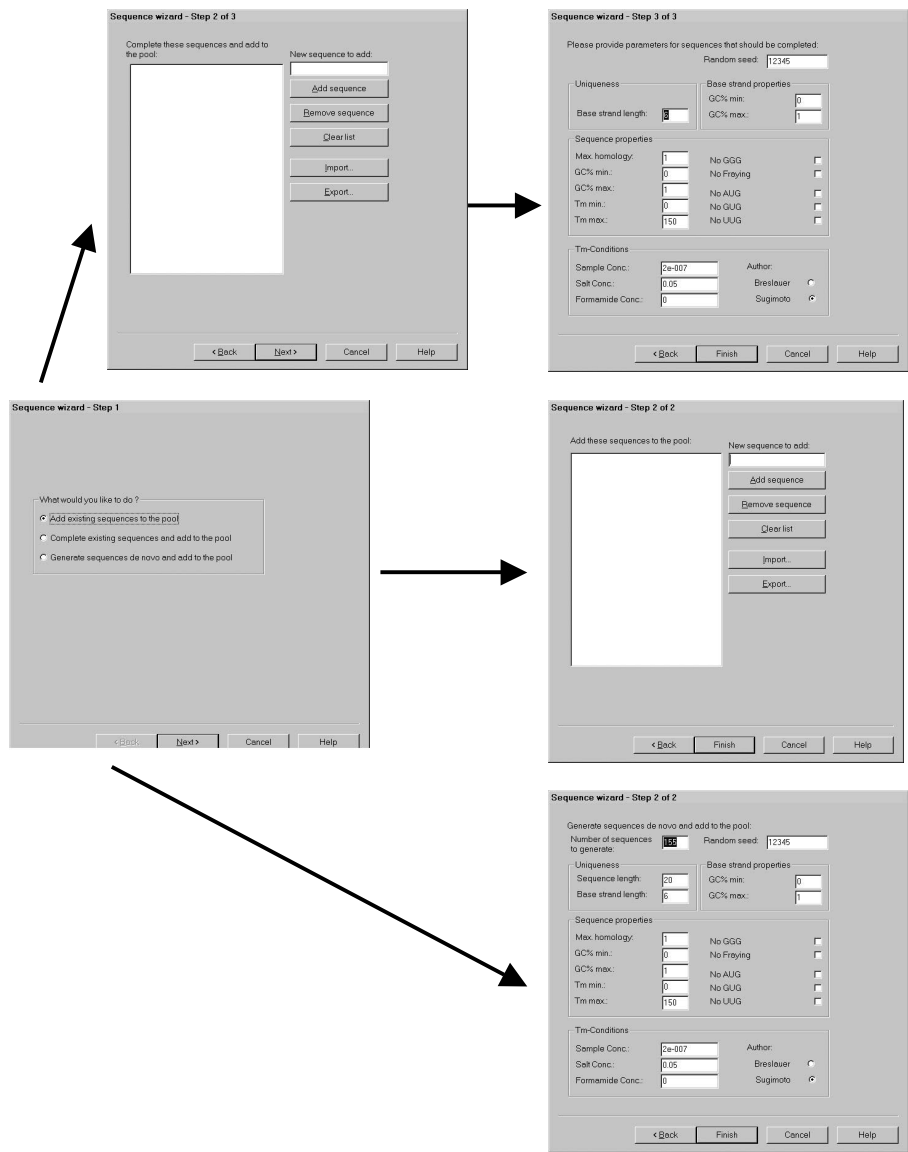 Sequence wizard - Step 2 of 3
Complete these sequences and add to
the pool:
New sequence to add:
Add sequence
Remove sequence
Clear list
Import...
Export...
< Back
Next >
Cancel
Help
Sequence wizard - Step 3 of 3
Please provide parameters for sequences that should be completed:
Random seed: 12345
Uniqueness
Base strand length: 6
Base strand properties
GC% min: 0
GC% max.: 1
Sequence properties
Max. homology: 1
GC% min.: 0
GC% max.: 1
Tm min.: 0
Tm max.: 150
No GGG
No Fraying
No AUG
No GUG
No UUG
Tm-Conditions
Sample Conc.: 2e-007
Salt Conc.: 0.05
Formamide Conc.: 0
Author:
Breslauer
Sugimoto
< Back
Finish
Cancel
Help
Sequence wizard - Step 1
What would you like to do ?
Add existing sequences to the pool
Complete existing sequences and add to the pool
Generate sequences de novo and add to the pool
< Back
Next >
Cancel
Help
Sequence wizard - Step 2 of 2
Add these sequences to the pool:
New sequence to add:
Add sequence
Remove sequence
Clear list
Import...
Export...
< Back
Finish
Cancel
Help
Sequence wizard - Step 2 of 2
Generate sequences de novo and add to the pool:
Number of sequences
to generate: 155
Random seed: 12345
Uniqueness
Sequence length: 20
Base strand length: 6
Base strand properties
GC% min: 0
GC% max.: 1
Sequence properties
Max. homology: 1
GC% min.: 0
GC% max.: 1
Tm min.: 0
Tm max.: 150
No GGG
No Fraying
No AUG
No GUG
No UUG
Tm-Conditions
Sample Conc.: 2e-007
Salt Conc.: 0.05
Formamide Conc.: 0
Author:
Breslauer
Sugimoto
< Back
Finish
Cancel
Help